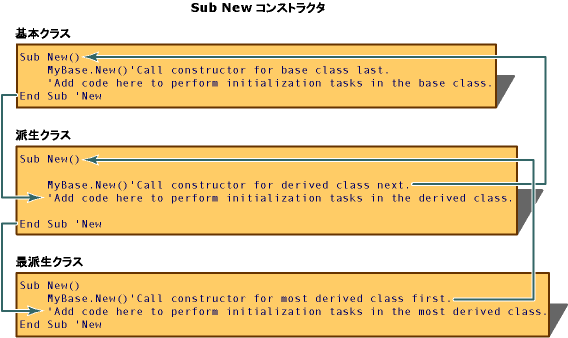 Sub New コンストラクタ
基本クラス
Sub New()
MyBase.New()'Call constructor for base class last.
'Add code here to perform initialization tasks in the base class.
End Sub 'New
派生クラス
Sub New()
MyBase.New()'Call constructor for derived class next.
'Add code here to perform initialization tasks in the derived class.
End Sub 'New
最派生クラス
Sub New()
MyBase.New()'Call constructor for most derived class first.
'Add code here to perform initialization tasks in the most derived class.
End Sub 'New